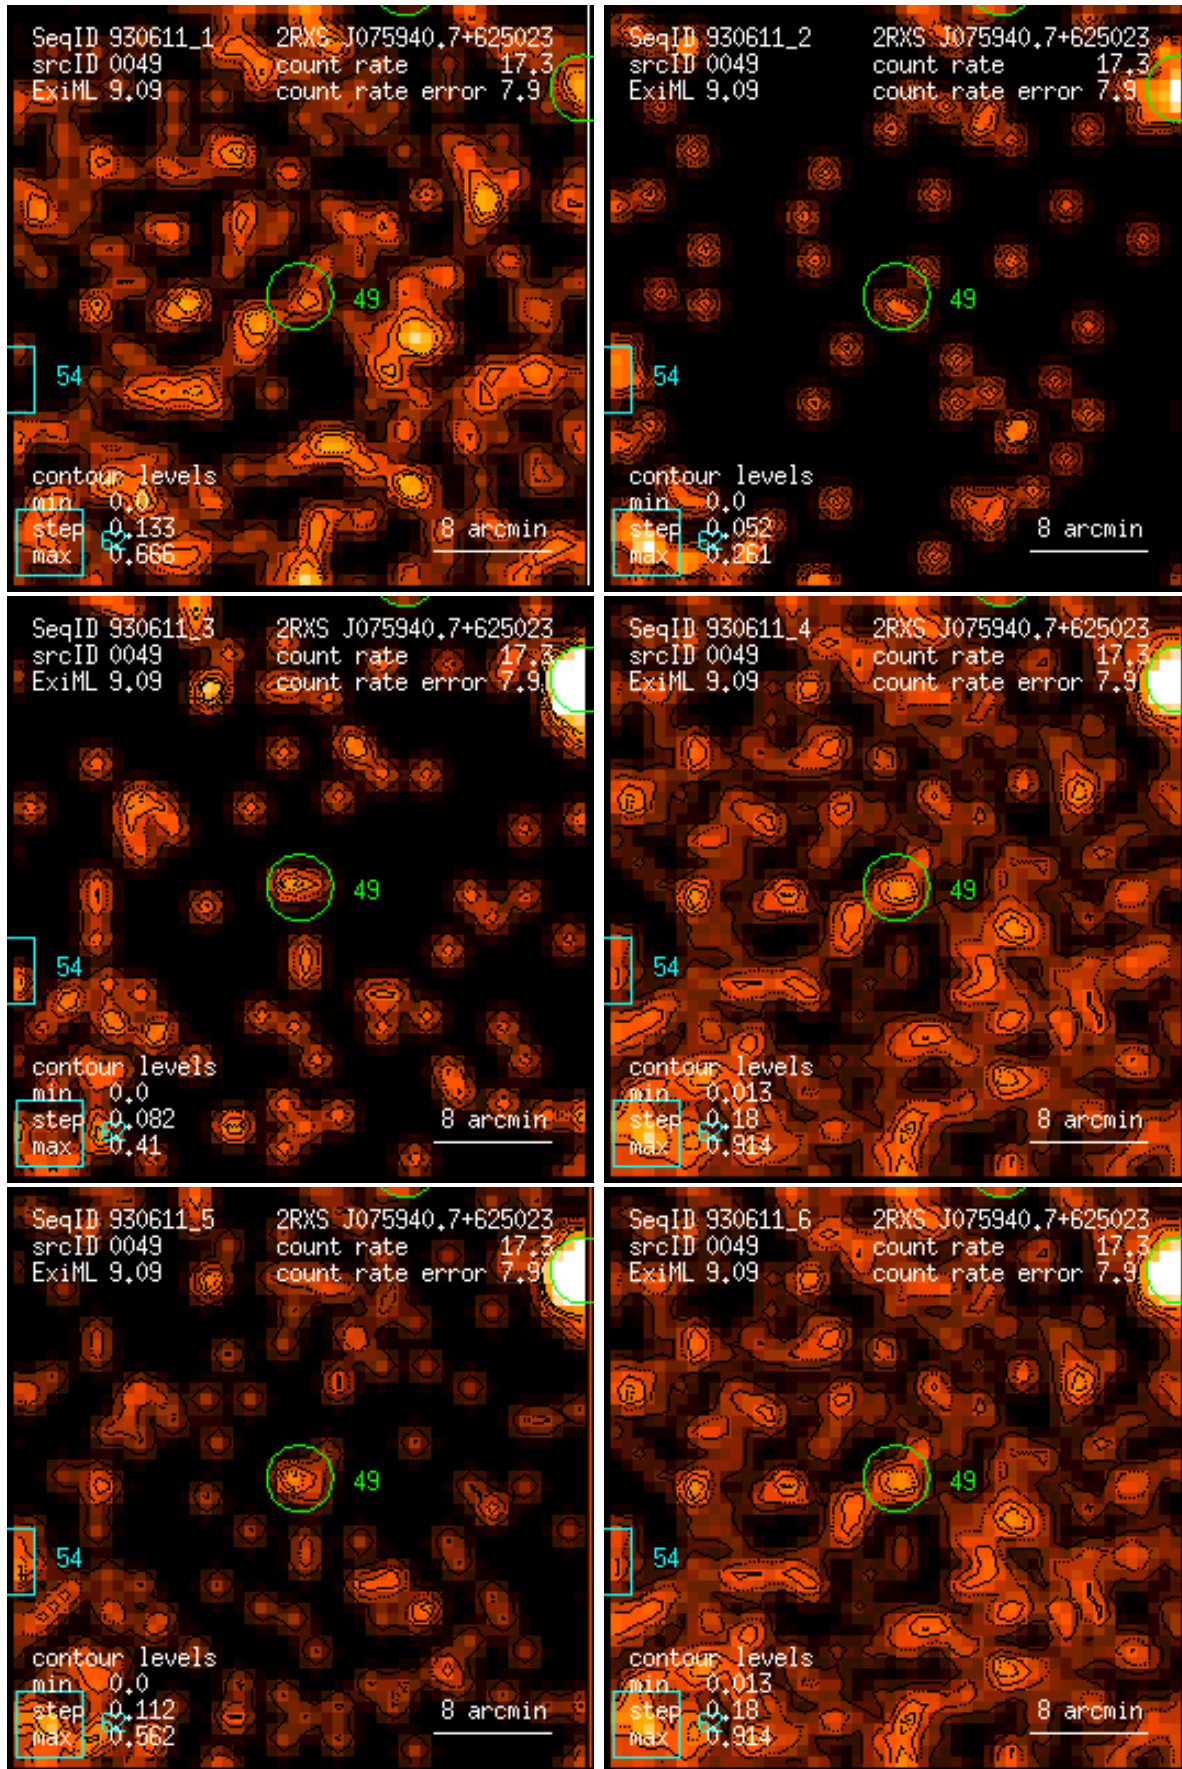 SeqID 930611_1 2RXS J075940.7+625023
srcID 0049 count rate 17.3
ExiML 9.09 count rate error 7.9
49
54
contour levels
min 0.0
step 0.133 8 arcmin
max 62 0.666
SeqID 930611_2 2RXS J075940.7+625023
srcID 0049 count rate 17.3
ExiML 9.09 count rate error 7.9
49
54
contour levels
min 0.0
step 0.052 8 arcmin
max 62 0.261
SeqID 930611_3 2RXS J075940.7+625023
srcID 0049 count rate 17.3
ExiML 9.09 count rate error 7.9
49
54
contour levels
min 0.0
step 0.082 8 arcmin
max 0.41
SeqID 930611_4 2RXS J075940.7+625023
srcID 0049 count rate 17.3
ExiML 9.09 count rate error 7.9
49
54
contour levels
min 0.013
step 0.18 8 arcmin
max 0.914
SeqID 930611_5 2RXS J075940.7+625023
srcID 0049 count rate 17.3
ExiML 9.09 count rate error 7.9
49
54
contour levels
min 0.0
step 0.112 8 arcmin
max 62 0.562
SeqID 930611_6 2RXS J075940.7+625023
srcID 0049 count rate 17.3
ExiML 9.09 count rate error 7.9
49
54
contour levels
min 0.013
step 0.18 8 arcmin
max 62 0.914